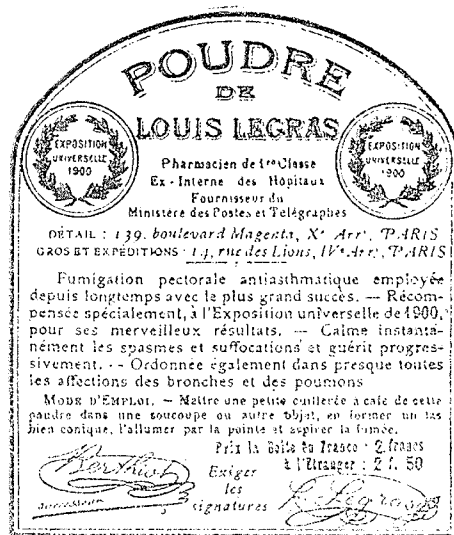 POUDRE
DE
LOUIS LEGRAS
EXPOSITION
UNIVERSELLE
1900
EXPOSITION
UNIVERSELLE
1900
Pharmacien de 1re Classe
Ex-Interne des Hôpitaux
Fournisseur du
Ministère des Postes et Télégraphes
DÉTAIL : 139, boulevard Magenta, Xe Arrt, PARIS
GROS ET EXPÉDITIONS : 14, rue des Lions, IVe Arrt, PARIS
Fumigation pectorale antiasthmatique employée
depuis longtemps avec le plus grand succès. — Récom-
pensée spécialement, à l'Exposition universelle de 1900,
pour ses merveilleux résultats. — Calme instanta-
nément les spasmes et suffocations et guérit progres-
sivement. — Ordonnée également dans presque toutes
les affections des bronches et des poumons
MODE D'EMPLOI. — Mettre une petite cuillerée à café de cette
poudre dans une soucoupe ou autre objet, en former un tas
bien conique, l'allumer par la pointe et aspirer la fumée.
Prix la Boîte en France : 2 francs
à l'Étranger : 2 f. 50
Berthiot
successeur
Exiger
les
signatures
L. Legras